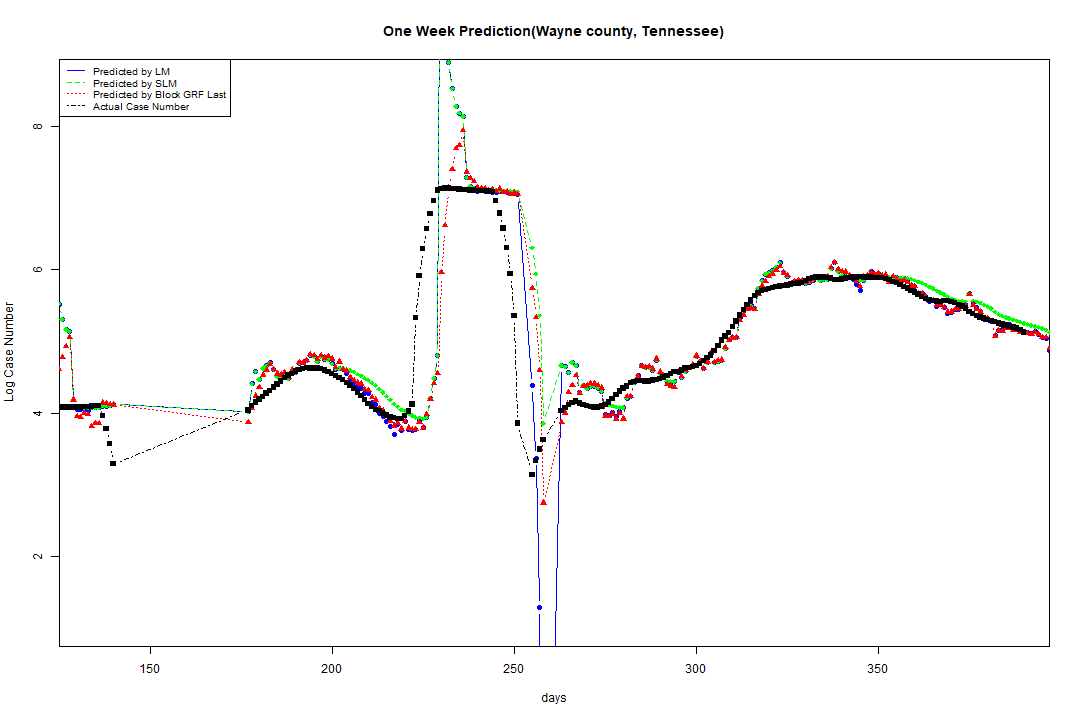 One Week Prediction(Wayne county, Tennessee)
Predicted by LM
Predicted by SLM
Predicted by Block GRF Last
Actual Case Number
8
6
4
2
Log Case Number
150 200 250 300 350
days